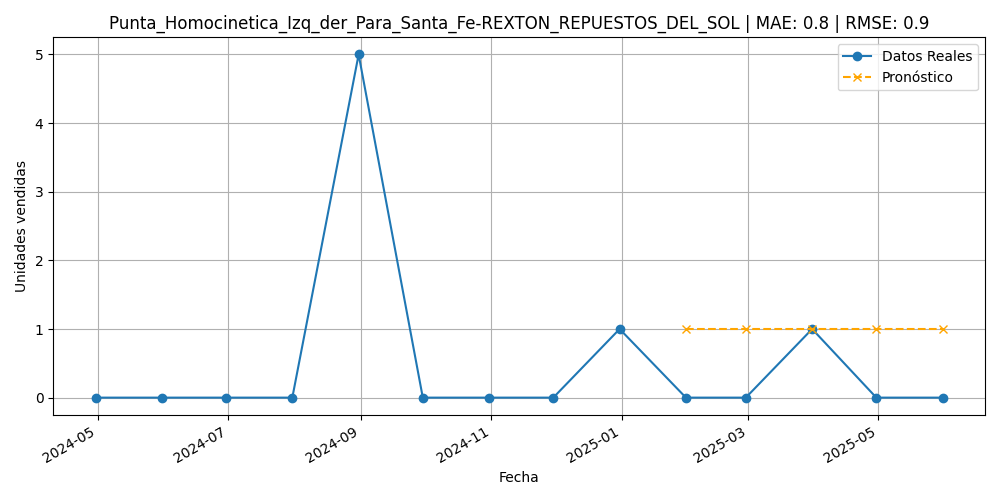 Punta_Homocinetica_Izq_der_Para_Santa_Fe-REXTON_REPUESTOS_DEL_SOL | MAE: 0.8 | RMSE: 0.9
Datos Reales
Pronóstico
Unidades vendidas
5
4
3
2
1
0
2024-05
2024-07
2024-09
2024-11
2025-01
2025-03
2025-05
Fecha